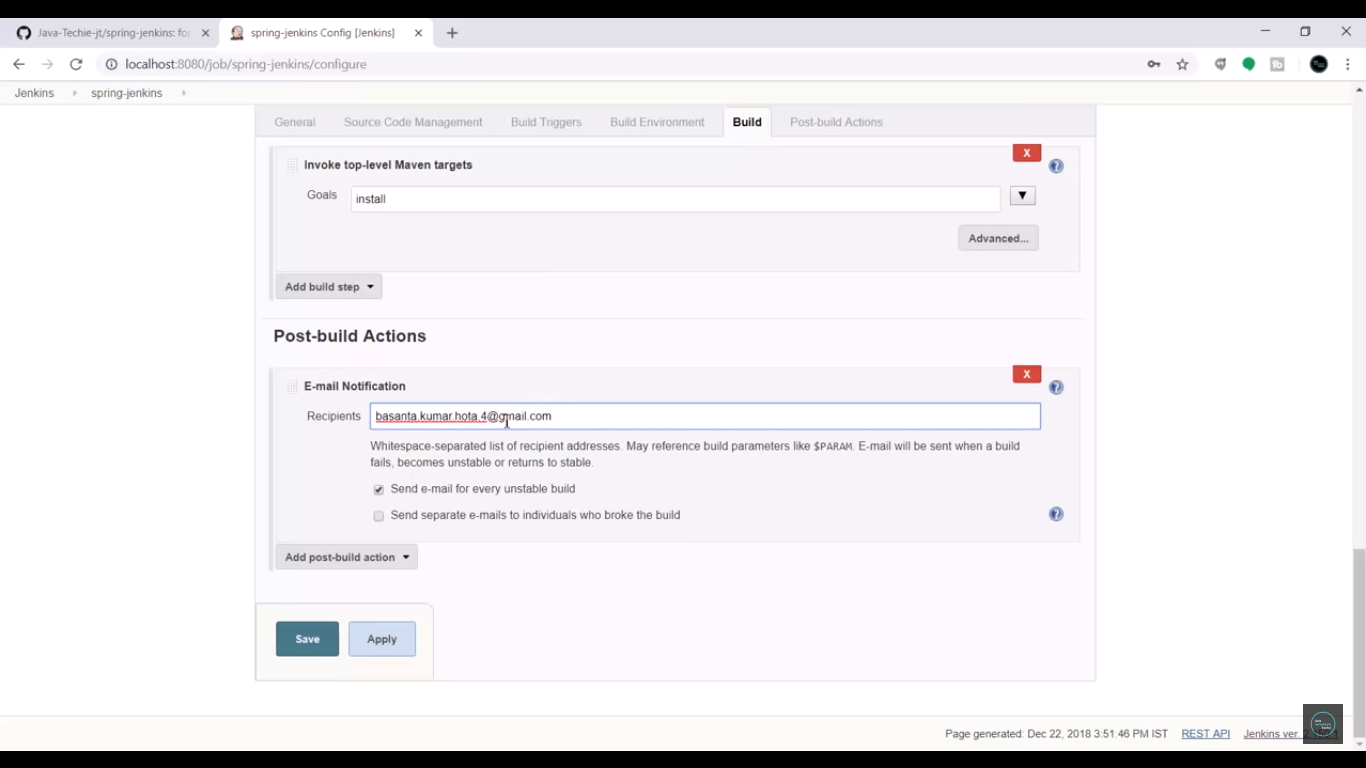 Java-Techie-jt/spring-jenkins: for
spring-jenkins Config [Jenkins]
localhost:8080/job/spring-jenkins/configure
Jenkins spring-jenkins
General Source Code Management Build Triggers Build Environment Build Post-build Actions
Invoke top-level Maven targets
X
Goals install
Advanced...
Add build step
Post-build Actions
E-mail Notification
X
Recipients basanta.kumar.hota.4@gmail.com
Whitespace-separated list of recipient addresses. May reference build parameters like $PARAM. E-mail will be sent when a build
fails, becomes unstable or returns to stable.
Send e-mail for every unstable build
Send separate e-mails to individuals who broke the build
Add post-build action
Save Apply
Page generated: Dec 22, 2018 3:51:46 PM IST REST API Jenkins ver.